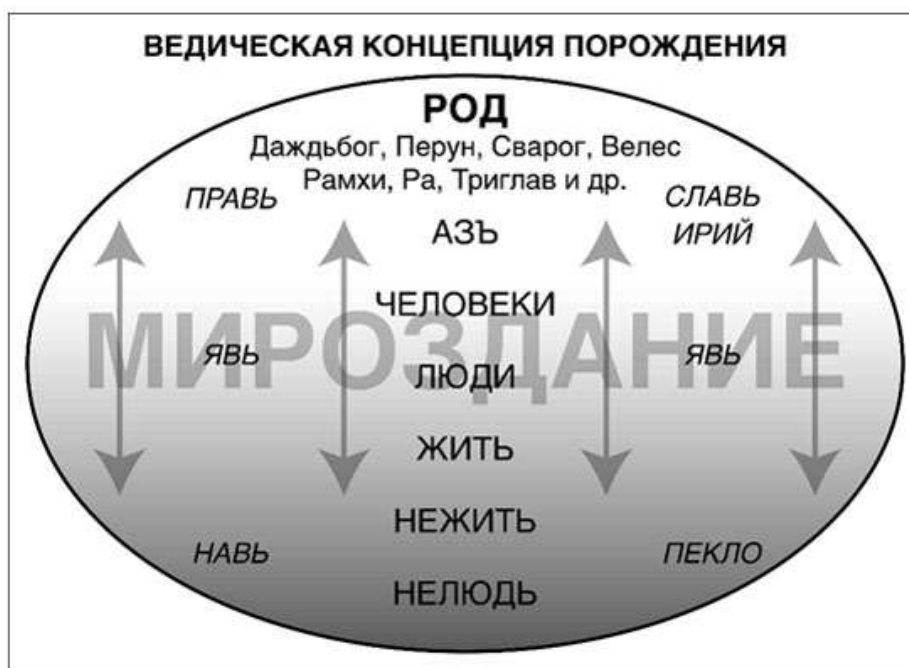 ВЕДИЧЕСКАЯ КОНЦЕПЦИЯ ПОРОЖДЕНИЯ
РОД
Даждьбог, Перун, Сварог, Велес
Рамхи, Ра, Триглав и др.
ПРАВЬ
СЛАВЬ
ИРИЙ
АЗЪ
ЧЕЛОВЕКИ
МИРОЗДАНИЕ
ЯВЬ
ЯВЬ
ЛЮДИ
ЖИТЬ
НЕЖИТЬ
НАВЬ
ПЕКЛО
НЕЛЮДЬ